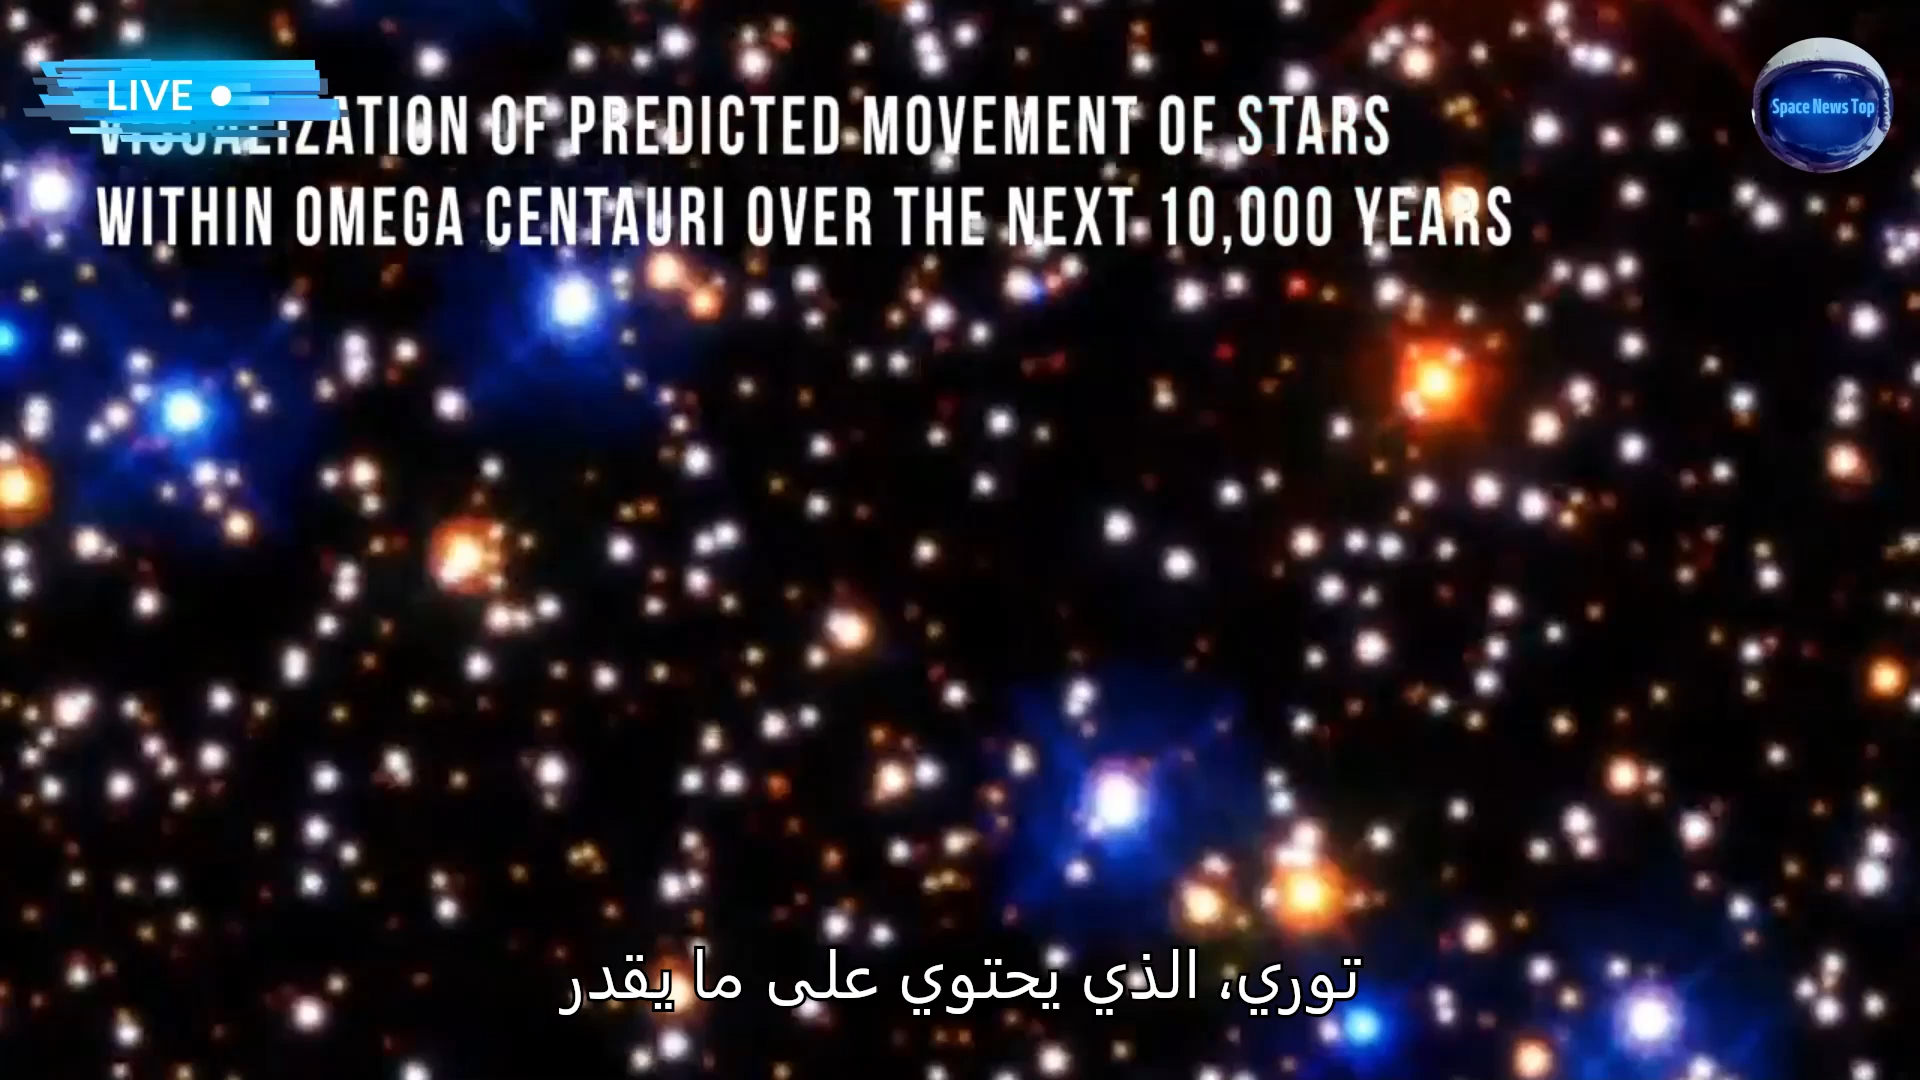 LIVE
VISUALIZATION OF PREDICTED MOVEMENT OF STARS
WITHIN OMEGA CENTAURI OVER THE NEXT 10,000 YEARS
Space News Top
توري، الذي يحتوي على ما يقدر